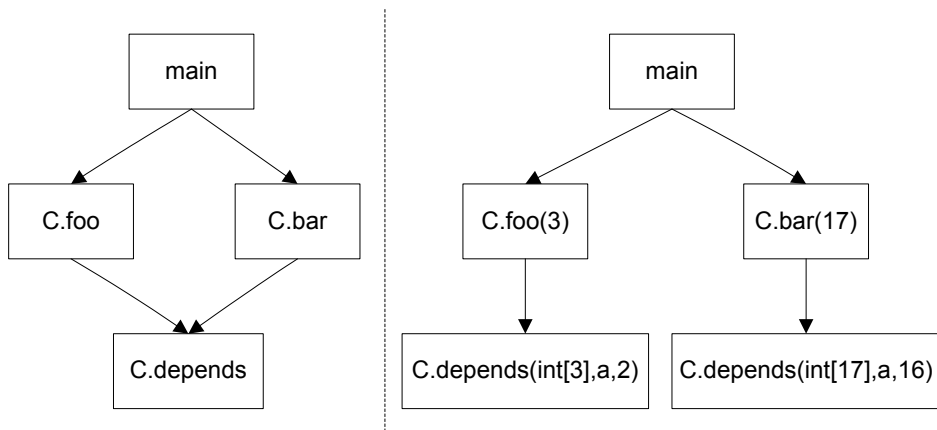 main
C.foo
C.bar
C.depends
main
C.foo(3)
C.bar(17)
C.depends(int[3],a,2)
C.depends(int[17],a,16)